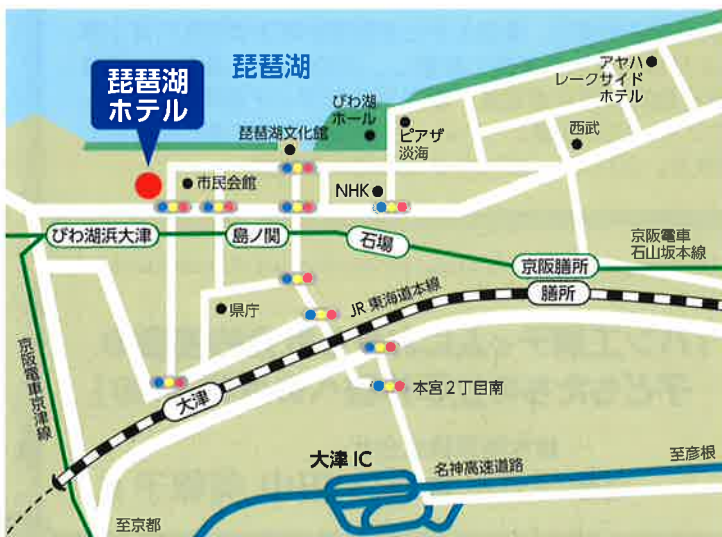 琵琶湖
琵琶湖
ホテル
アヤハ
レークサイド
ホテル
びわ湖
ホール
琵琶湖文化館
ピアザ
淡海
西武
市民会館
NHK
びわ湖浜大津
島ノ関
石場
京阪電車
石山坂本線
京阪膳所
膳所
JR 東海道本線
県庁
京阪電車京津線
大津
本宮2丁目南
大津 IC
名神高速道路
至彦根
至京都